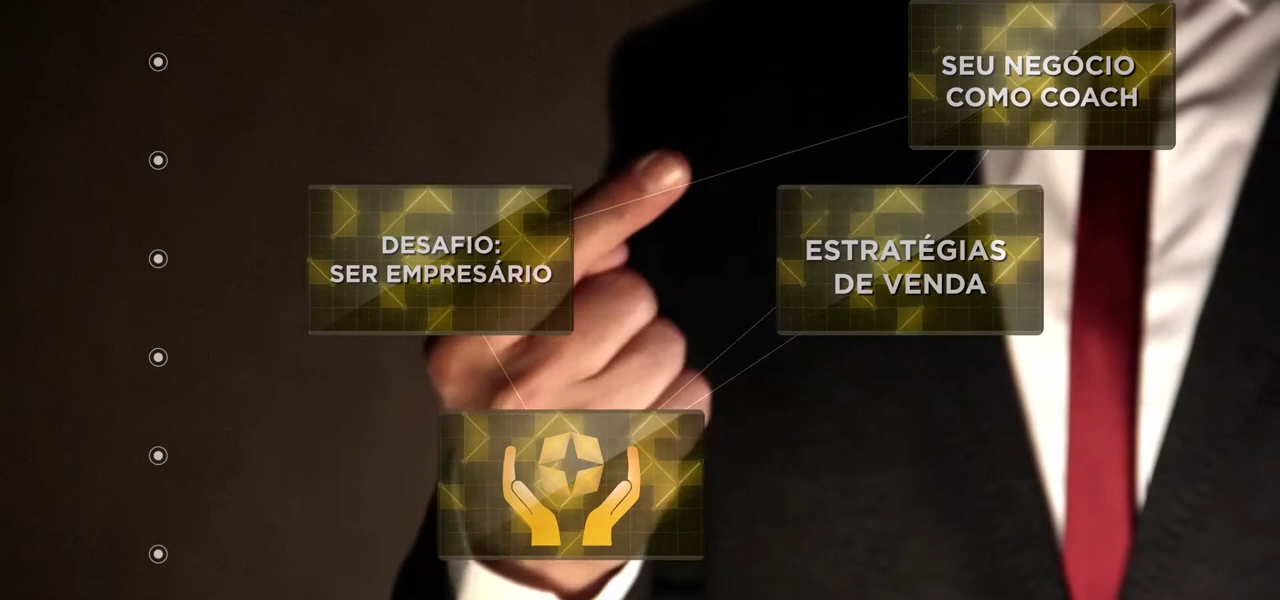 SEU NEGÓCIO
COMO COACH
DESAFIO:
SER EMPRESÁRIO
ESTRATÉGIAS
DE VENDA